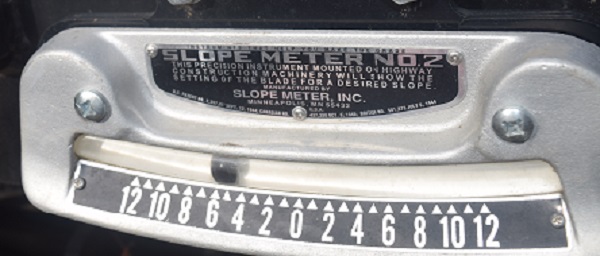 SLOPE METER NO.2
THIS PRECISION INSTRUMENT MOUNTED ON HIGHWAY
CONSTRUCTION MACHINERY WILL SHOW THE
SETTING OF THE BLADE FOR A DESIRED SLOPE.
MANUFACTURED BY
SLOPE METER, INC.
MINNEAPOLIS, MN
12 10 8 6 4 2 0 2 4 6 8 10 12